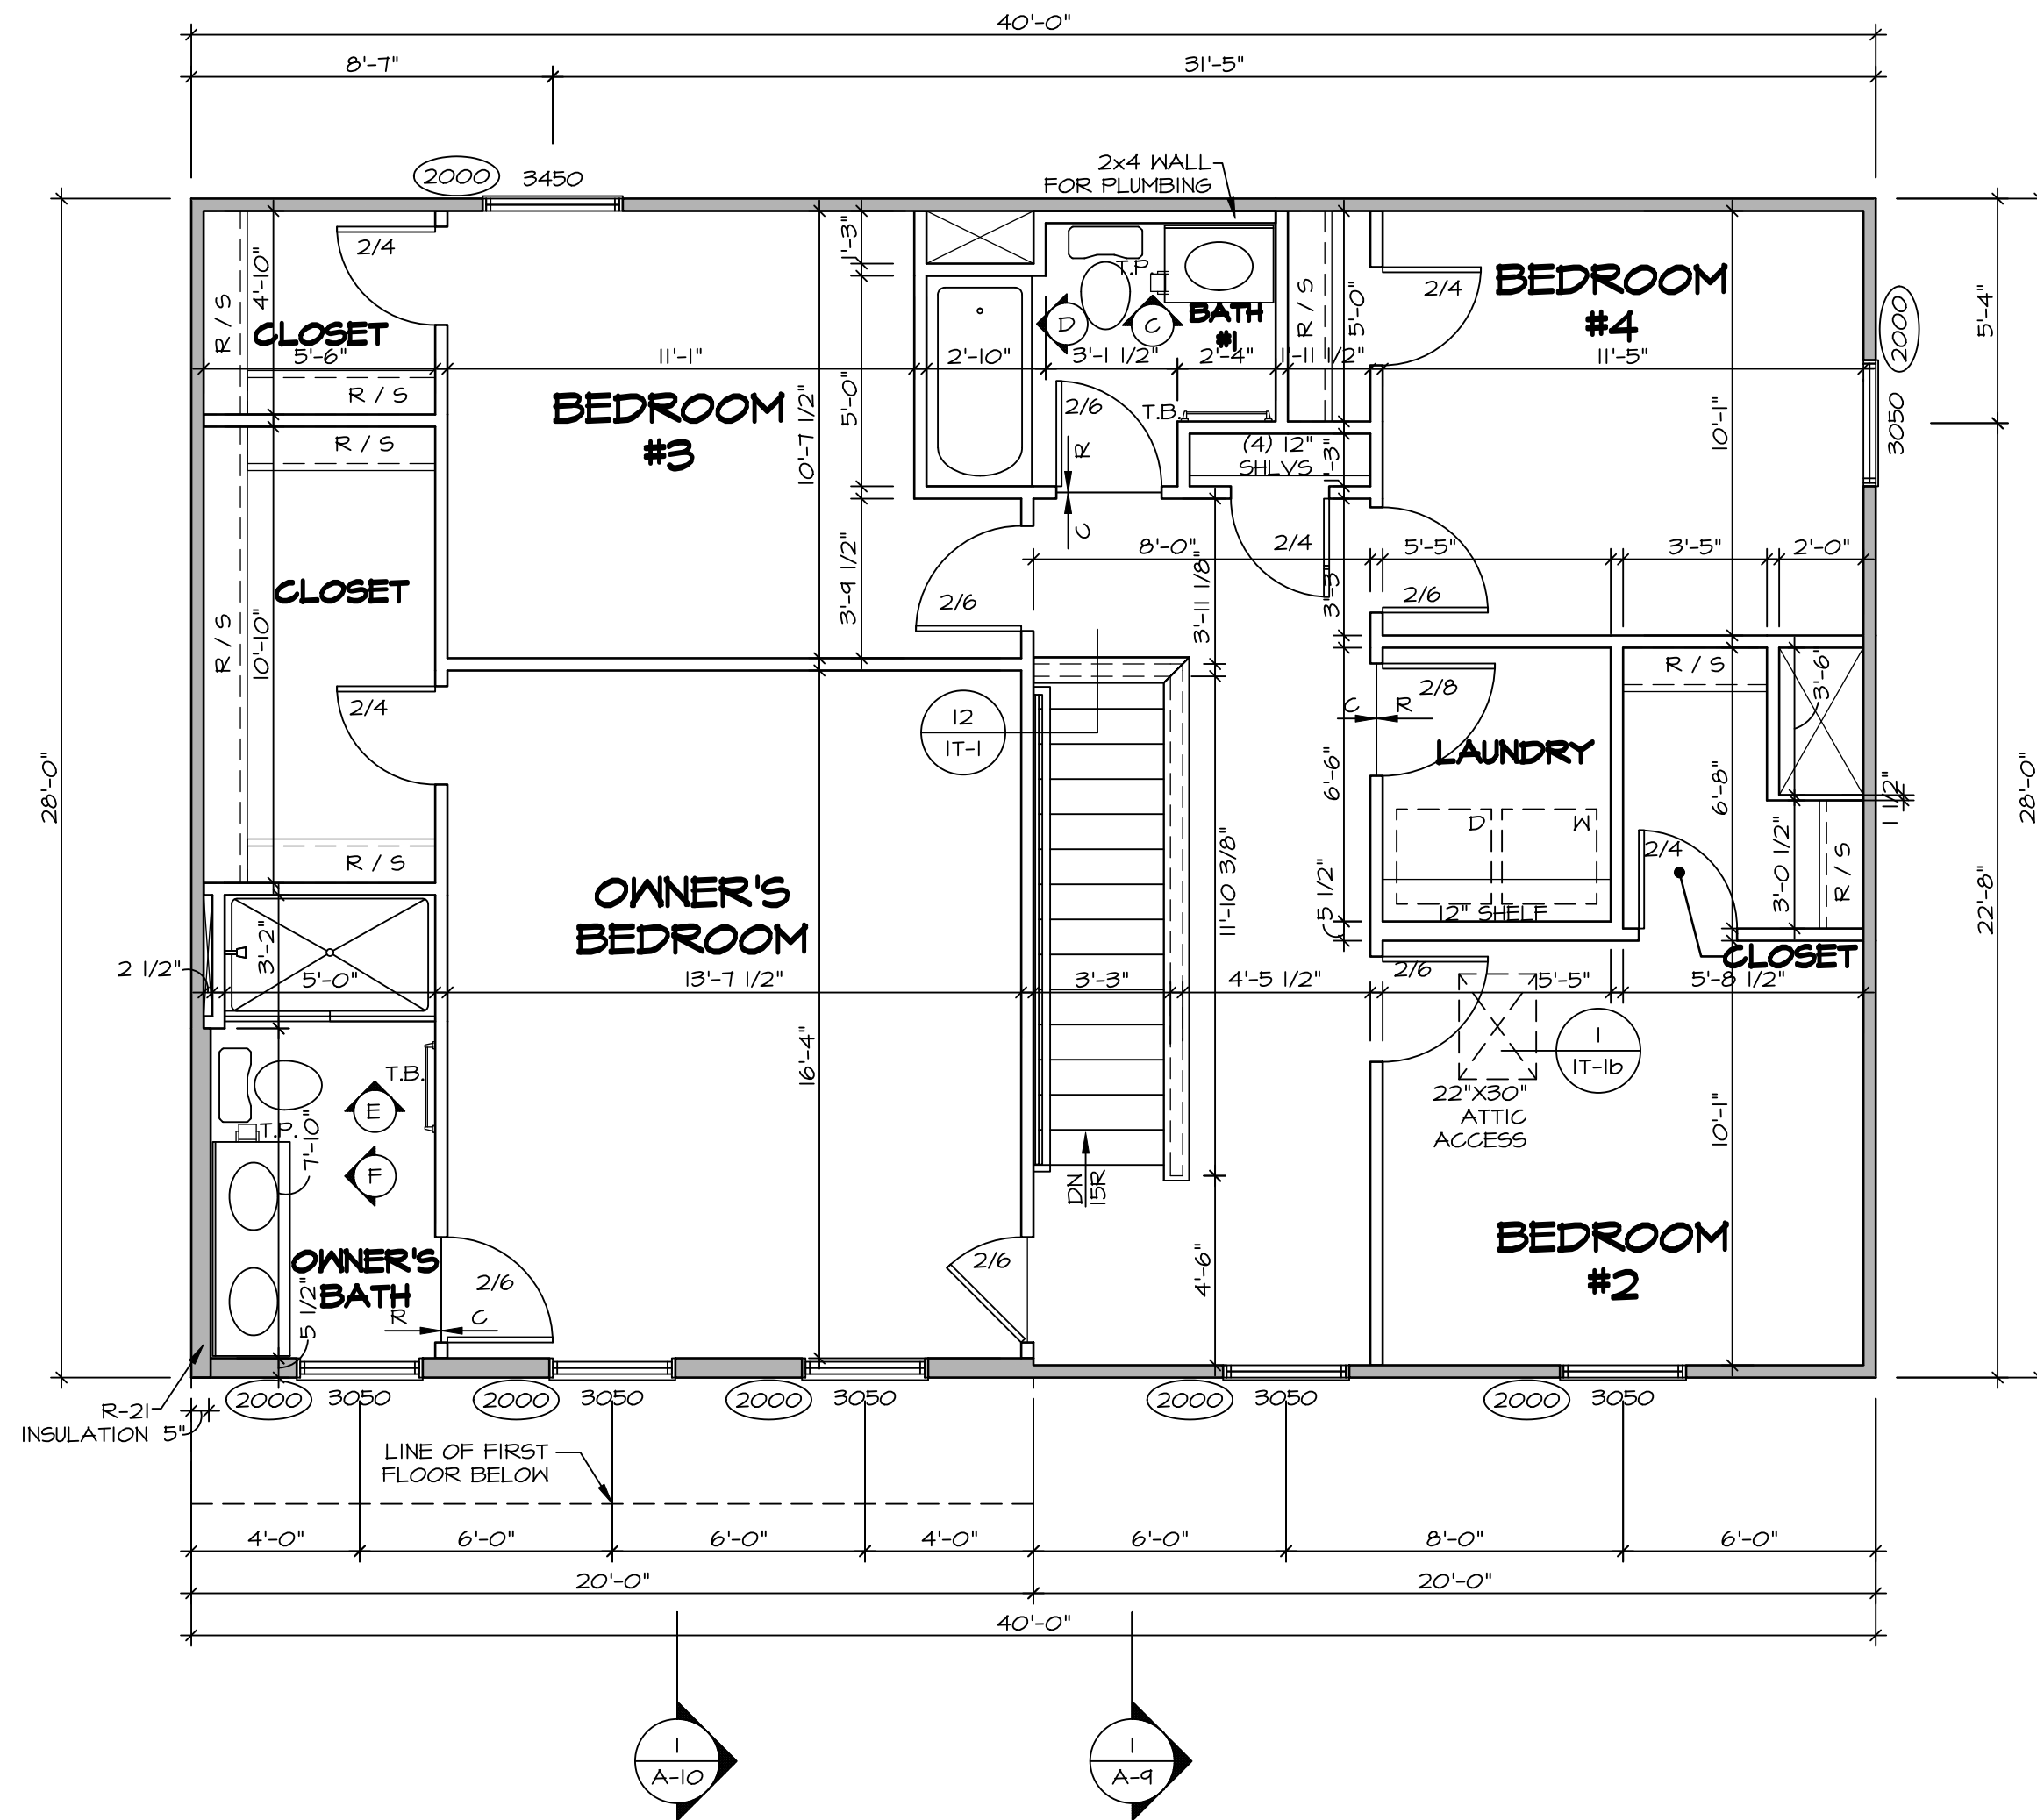 40'-0"
8'-7"
31'-5"
2x4 WALL
FOR PLUMBING
2000
3450
2/4
4'-10"
R / S
CLOSET
5'-6"
R / S
11'-1"
1'-3"
BEDROOM
#3
10'-7 1/2"
5'-0"
3'-9 1/2"
2'-10"
T.P.
D
C
BATH
#1
3'-1 1/2"
2'-4"
1'-11 1/2"
R / S
5'-0"
2/6
T.B.
R
C
(4) 12"
SHLVS
1'-3"
2/4
BEDROOM
#4
11'-5"
10'-1"
2000
3050
5'-4"
R / S
CLOSET
R / S
10'-10"
2/4
R / S
2/6
8'-0"
2/4
3'-11 1/8"
3'-3"
5'-5"
2/6
3'-5"
2'-0"
28'-0"
12
1T-1
2/8
C
R
LAUNDRY
6'-6"
D
W
12" SHELF
5 1/2"
R / S
3'-6"
6'-8"
1 1/2"
2/4
3'-0 1/2"
R / S
CLOSET
28'-0"
22'-8"
OWNER'S
BEDROOM
11'-10 3/8"
2 1/2"
3'-2"
5'-0"
13'-7 1/2"
3'-3"
4'-5 1/2"
2/6
5'-5"
5'-8 1/2"
16'-4"
T.B.
E
T.P.
7'-10"
F
1
1T-1b
22"X30"
ATTIC
ACCESS
10'-1"
DN
15R
OWNER'S
BATH
5 1/2"
R
C
2/6
2/6
4'-6"
BEDROOM
#2
R-21
INSULATION 5"
2000
3050
2000
3050
2000
3050
2000
3050
2000
3050
LINE OF FIRST
FLOOR BELOW
4'-0"
6'-0"
6'-0"
4'-0"
6'-0"
8'-0"
6'-0"
20'-0"
20'-0"
40'-0"
1
A-10
1
A-9